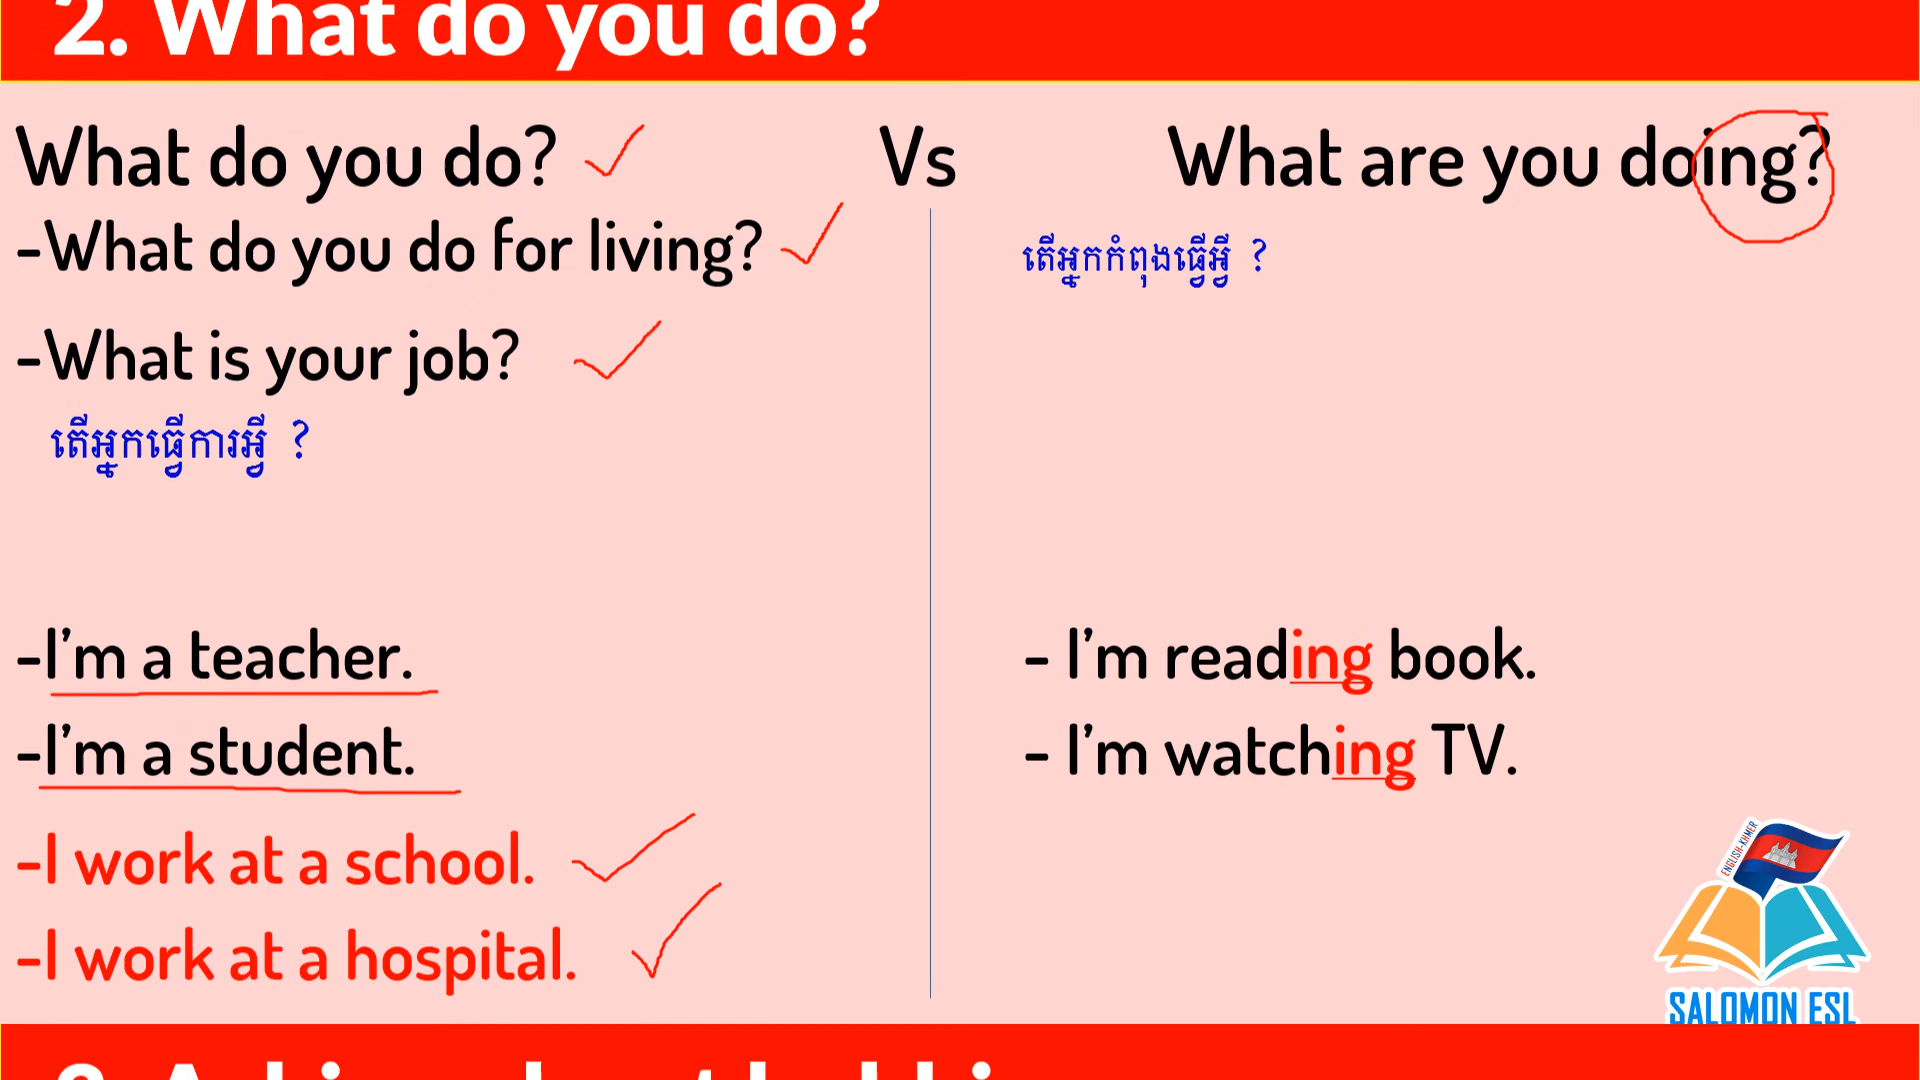 2. What do you do?
What do you do? Vs What are you doing?
-What do you do for living?
តើអ្នកកំពុងធ្វើអ្វី ?
-What is your job?
តើអ្នកធ្វើការអ្វី ?
-I'm a teacher.
- I'm reading book.
-I'm a student.
- I'm watching TV.
-I work at a school.
-I work at a hospital.
ENGLISH-KHMER
SALOMON ESL